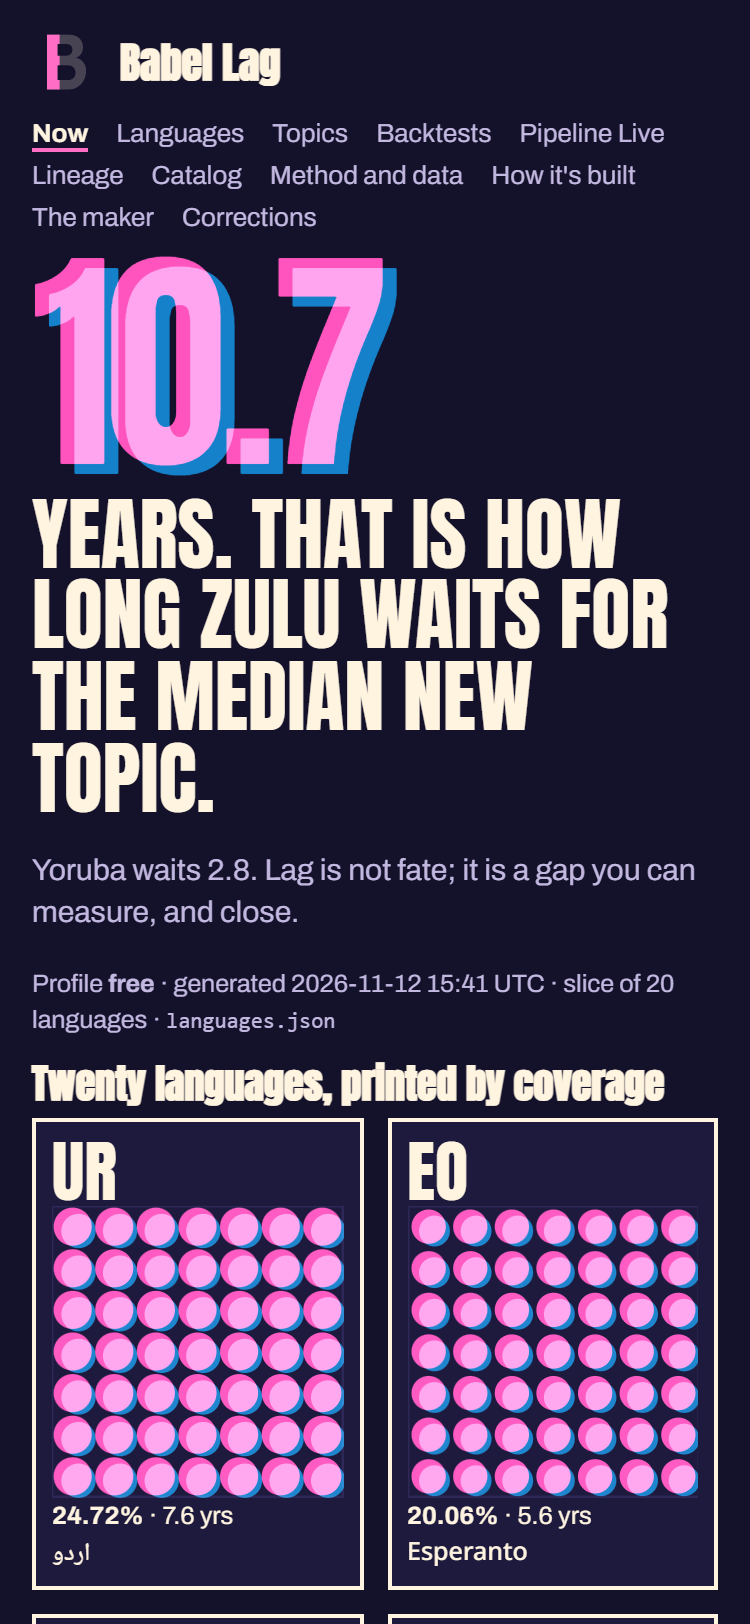 B Babel Lag
Now Languages Topics Backtests Pipeline Live
Lineage Catalog Method and data How it's built
The maker Corrections
10.7
YEARS. THAT IS HOW
LONG ZULU WAITS FOR
THE MEDIAN NEW
TOPIC.
Yoruba waits 2.8. Lag is not fate; it is a gap you can
measure, and close.
Profile free · generated 2026-11-12 15:41 UTC · slice of 20
languages · languages.json
Twenty languages, printed by coverage
UR
24.72% · 7.6 yrs
اردو
EO
20.06% · 5.6 yrs
Esperanto